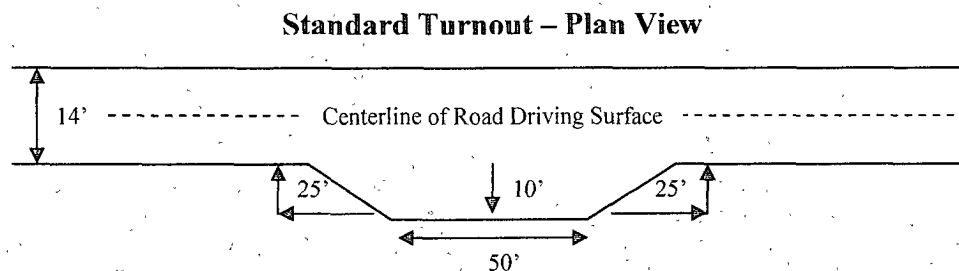 Standard Turnout – Plan View
14'
Centerline of Road Driving Surface
25'
10'
25'
50'